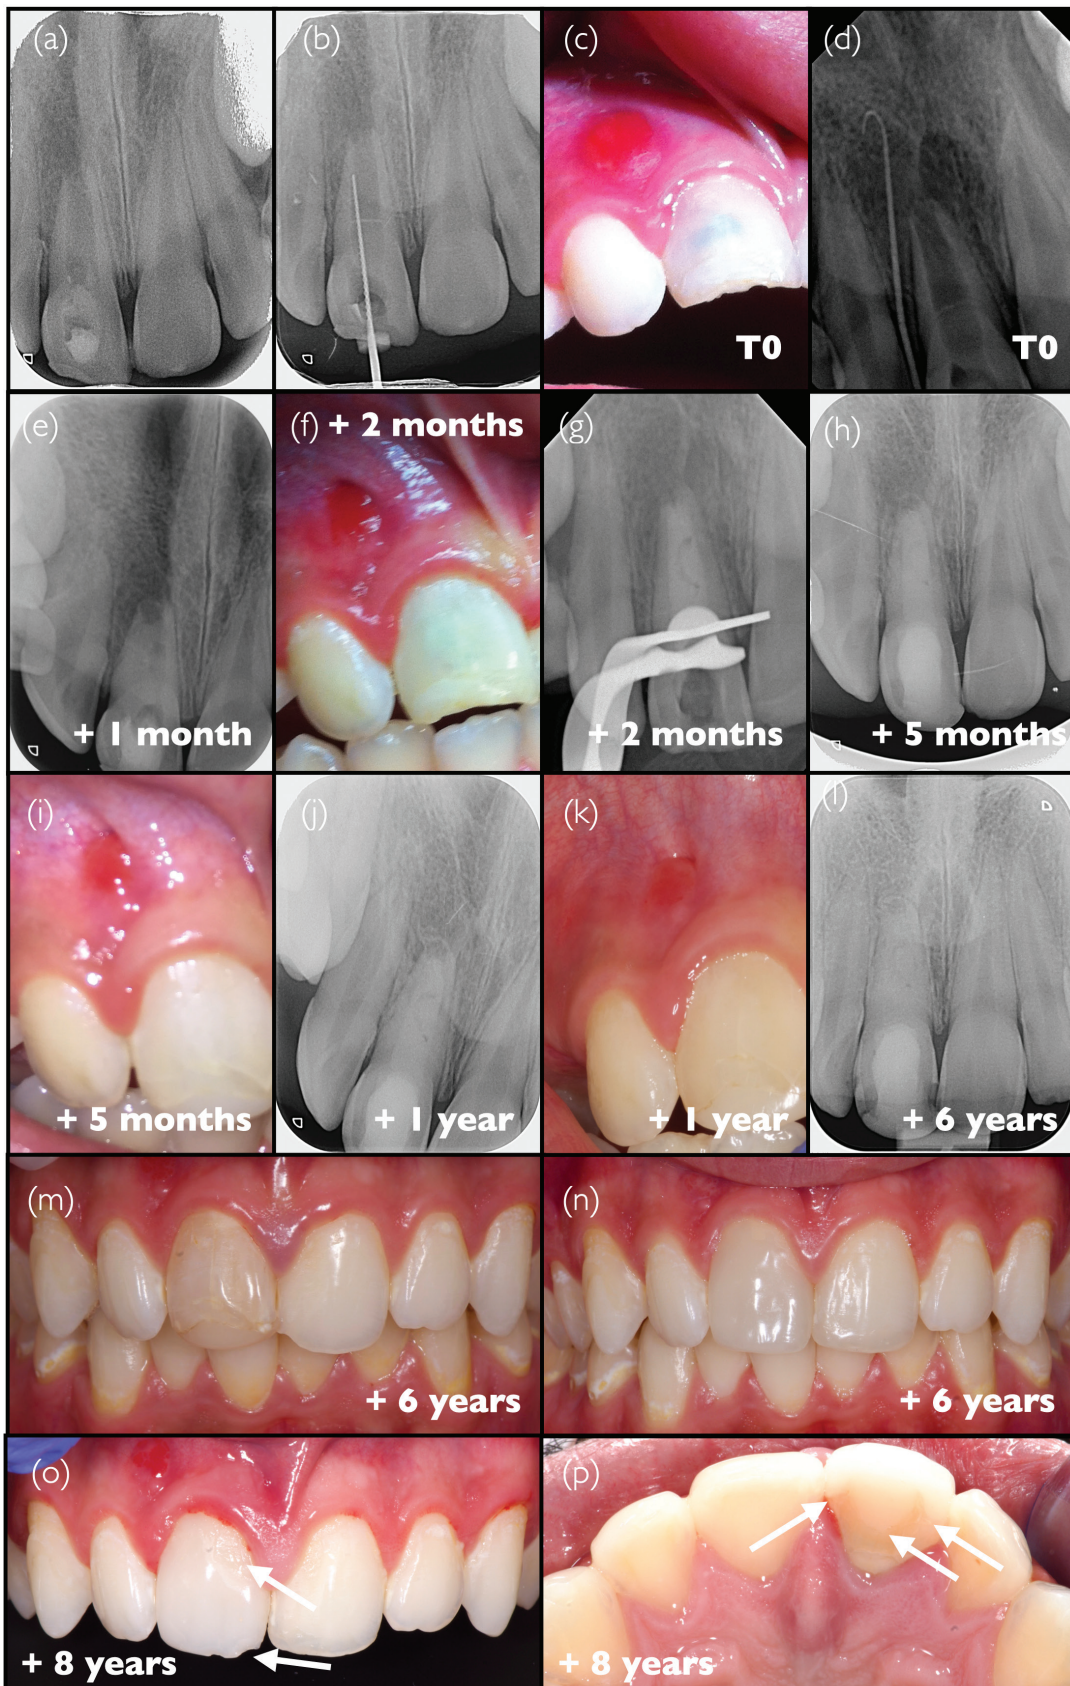 (a)
(b)
(c)
T0
(d)
T0
(e)
+ 1 month
(f) + 2 months
(g)
+ 2 months
(h)
+ 5 months
(i)
+ 5 months
(j)
+ 1 year
(k)
+ 1 year
(l)
+ 6 years
(m)
+ 6 years
(n)
+ 6 years
(o)
+ 8 years
(p)
+ 8 years